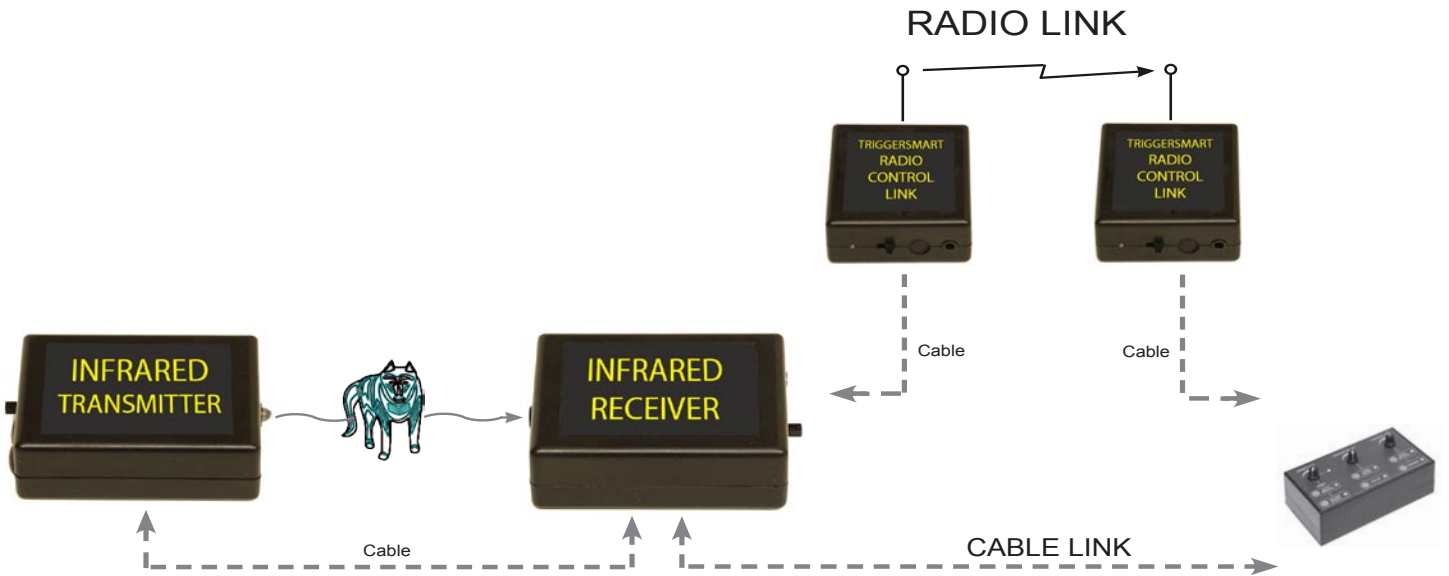 RADIO LINK
TRIGGERSMART
RADIO
CONTROL
LINK
TRIGGERSMART
RADIO
CONTROL
LINK
Cable
Cable
INFRARED
TRANSMITTER
INFRARED
RECEIVER
Cable
CABLE LINK